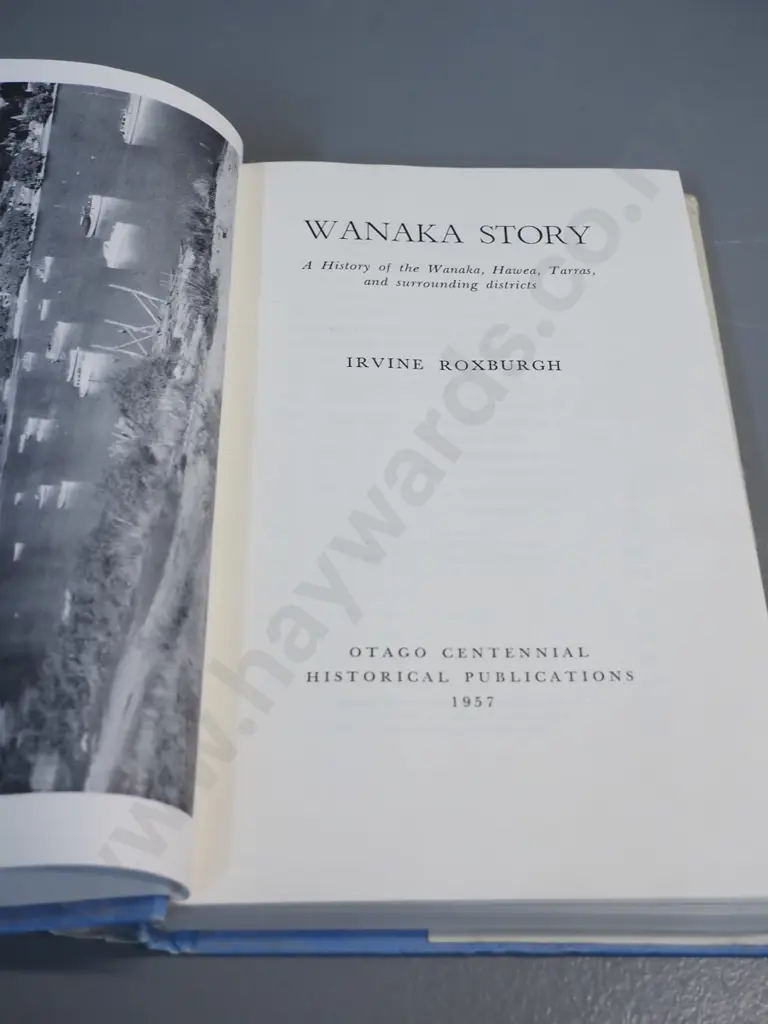 WANAKA STORY
A History of the Wanaka, Hawea, Tarras,
and surrounding districts
IRVINE ROXBURGH
OTAGO CENTENNIAL
HISTORICAL PUBLICATIONS
1957
www.haywards.co.n